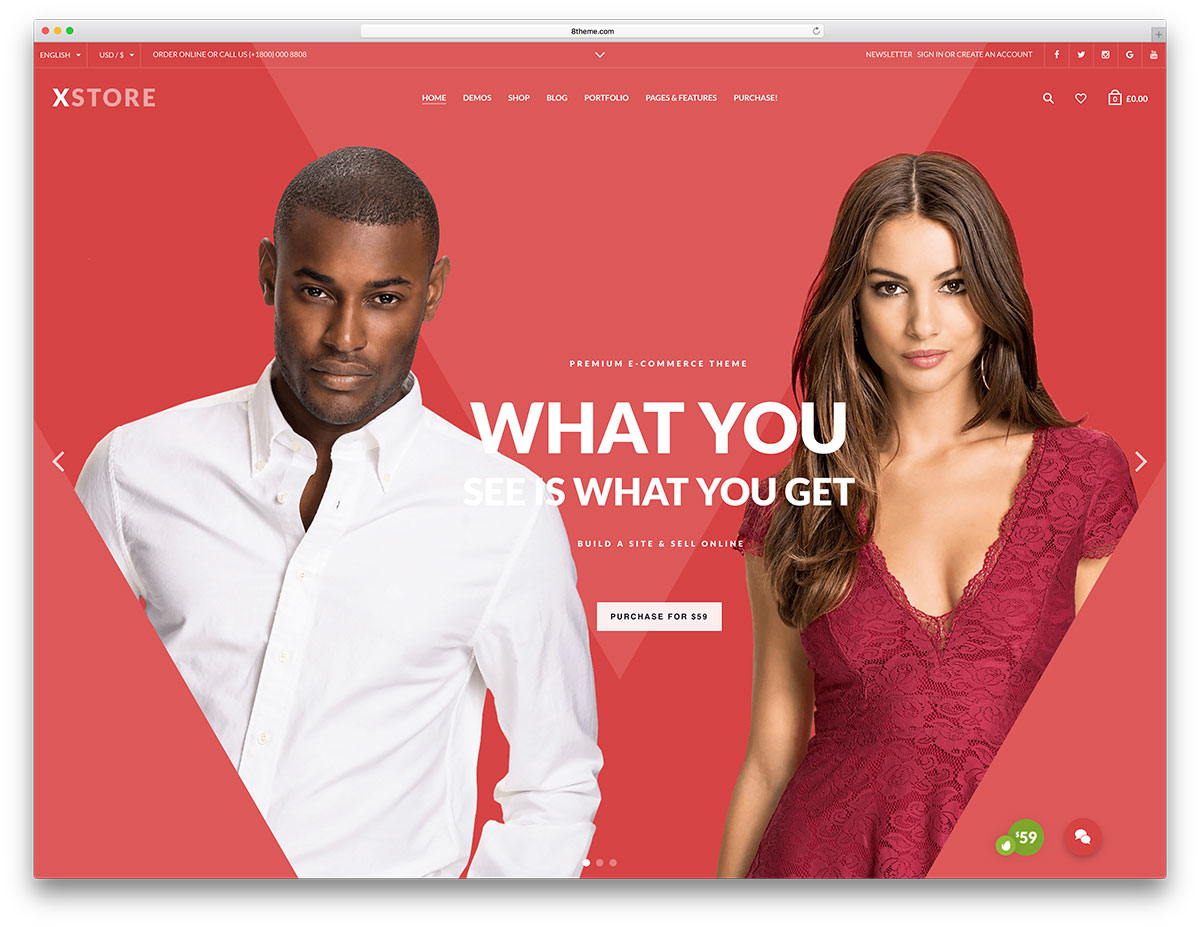 8theme.com
ENGLISH
USD / $
ORDER ONLINE OR CALL US (+1800) 000 8808
NEWSLETTER
SIGN IN OR CREATE AN ACCOUNT
XSTORE
HOME
DEMOS
SHOP
BLOG
PORTFOLIO
PAGES & FEATURES
PURCHASE!
0
£0.00
PREMIUM E-COMMERCE THEME
WHAT YOU
SEE IS WHAT YOU GET
BUILD A SITE & SELL ONLINE
PURCHASE FOR $59
$59